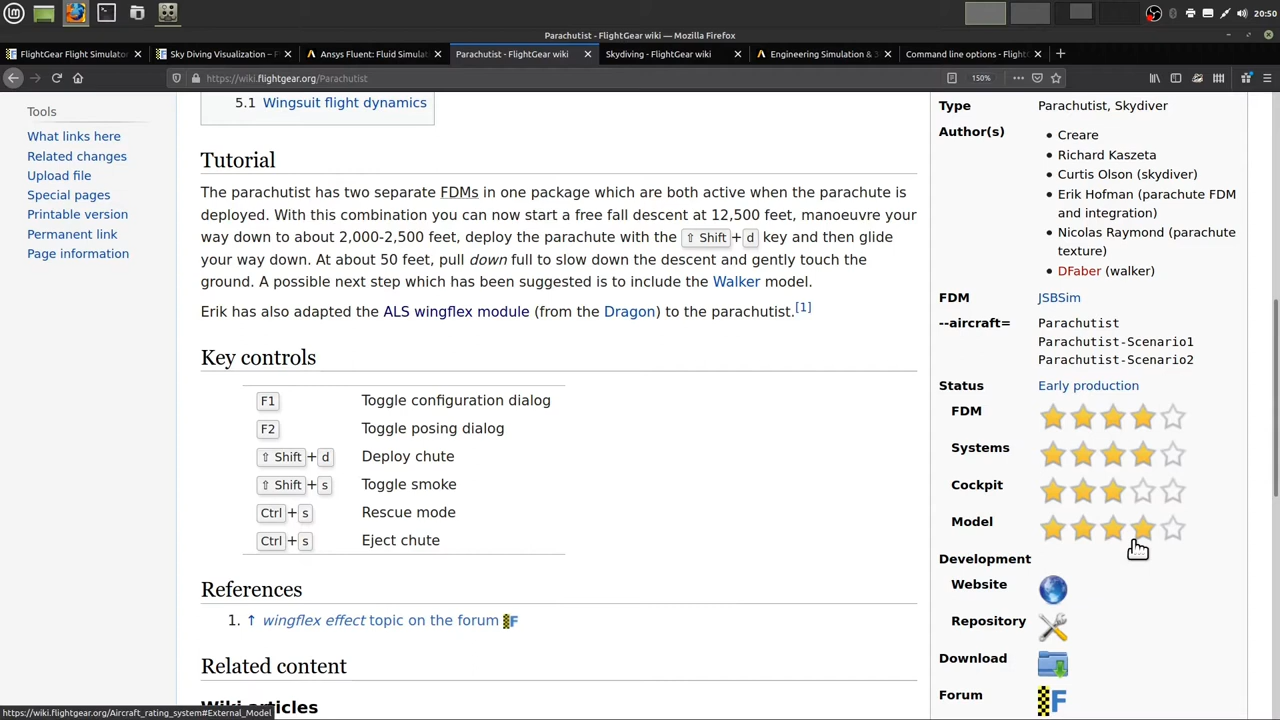 20:50
Parachutist - FlightGear wiki — Mozilla Firefox
FlightGear Flight Simulator
Sky Diving Visualization – F
Ansys Fluent: Fluid Simulat
Parachutist - FlightGear wiki
Skydiving - FlightGear wiki
Engineering Simulation & 3
Command line options - FlightG
https://wiki.flightgear.org/Parachutist
150%
Tools
What links here
Related changes
Upload file
Special pages
Printable version
Permanent link
Page information
5.1 Wingsuit flight dynamics
Tutorial
The parachutist has two separate FDMs in one package which are both active when the parachute is
deployed. With this combination you can now start a free fall descent at 12,500 feet, manoeuvre your
way down to about 2,000-2,500 feet, deploy the parachute with the ⇧ Shift + d key and then glide
your way down. At about 50 feet, pull down full to slow down the descent and gently touch the
ground. A possible next step which has been suggested is to include the Walker model.
Erik has also adapted the ALS wingflex module (from the Dragon) to the parachutist.[1]
Key controls
F1 Toggle configuration dialog
F2 Toggle posing dialog
⇧ Shift + d Deploy chute
⇧ Shift + s Toggle smoke
Ctrl + s Rescue mode
Ctrl + s Eject chute
References
1. ↑ wingflex effect topic on the forum
Related content
Wiki articles
Type Parachutist, Skydiver
Author(s)
• Creare
• Richard Kaszeta
• Curtis Olson (skydiver)
• Erik Hofman (parachute FDM
and integration)
• Nicolas Raymond (parachute
texture)
• DFaber (walker)
FDM JSBSim
--aircraft= Parachutist
Parachutist-Scenario1
Parachutist-Scenario2
Status Early production
FDM
Systems
Cockpit
Model
Development
Website
Repository
Download
Forum
F
https://wiki.flightgear.org/Aircraft_rating_system#External_Model